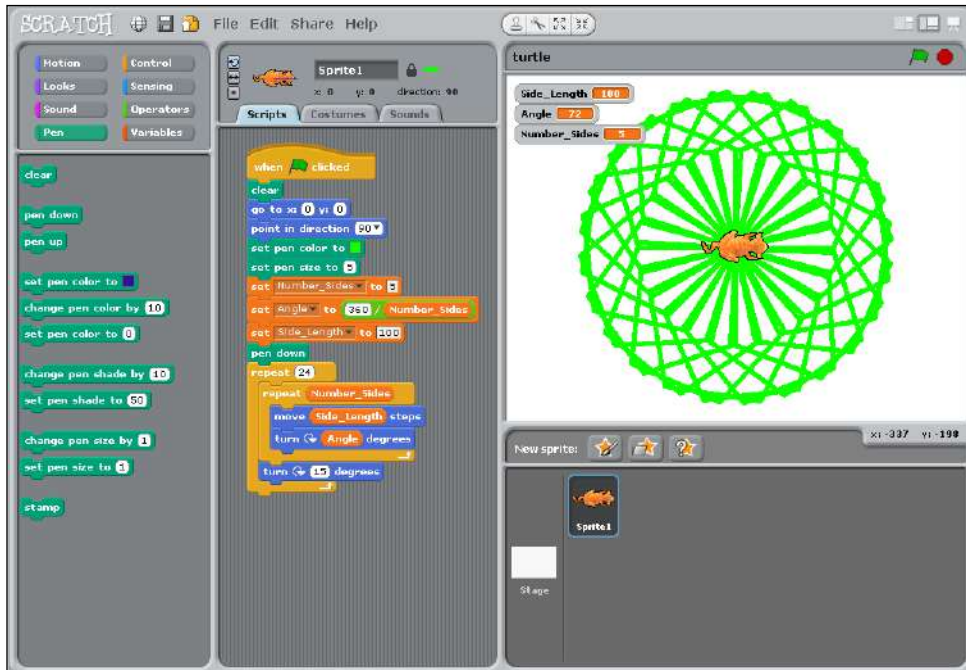 SCRATCH File Edit Share Help
Motion Control
Looks Sensing
Sound Operators
Pen Variables
clear
pen down
pen up
set pen color to
change pen color by 10
set pen color to 0
change pen shade by 10
set pen shade to 50
change pen size by 1
set pen size to 1
stamp
Sprite1
x: 0 y: 0 direction: 90
Scripts Costumes Sounds
when clicked
clear
go to x: 0 y: 0
point in direction 90
set pen color to
set pen size to 5
set Number_Sides to 5
set Angle to 360 / Number_Sides
set Side_Length to 100
pen down
repeat 24
repeat Number_Sides
move Side_Length steps
turn Angle degrees
turn 15 degrees
turtle
Side_Length 100
Angle 72
Number_Sides 5
x: -337 y: -198
New sprite:
Sprite1
Stage